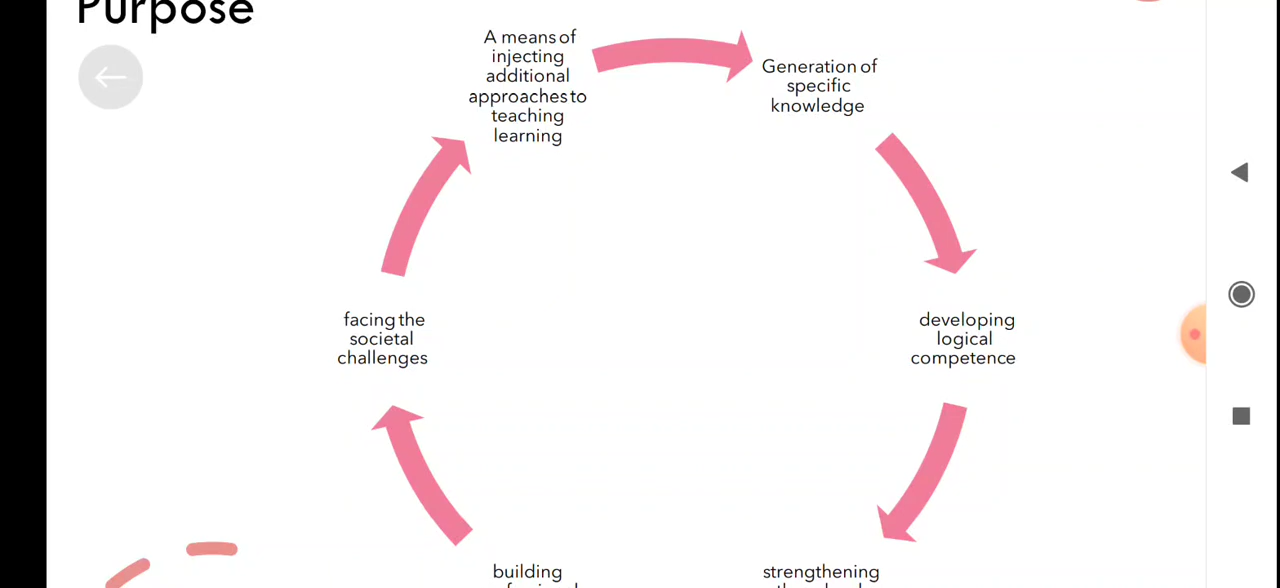 Purpose
A means of
injecting
additional
approaches to
teaching
learning
Generation of
specific
knowledge
developing
logical
competence
strengthening
building
facing the
societal
challenges